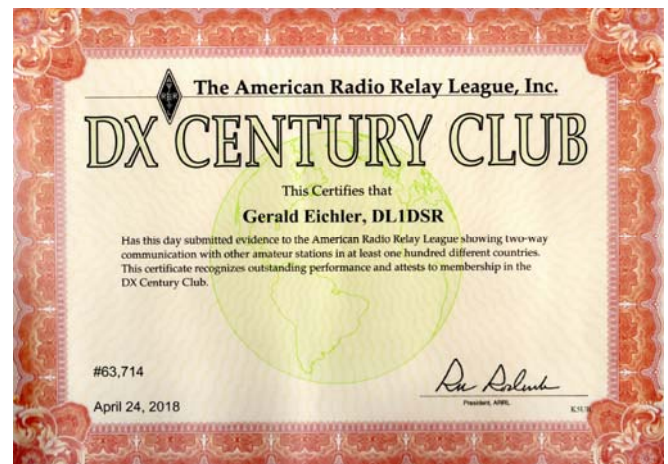 The American Radio Relay League, Inc.
DX CENTURY CLUB
This Certifies that
Gerald Eichler, DL1DSR
Has this day submitted evidence to the American Radio Relay League showing two-way
communication with other amateur stations in at least one hundred different countries.
This certificate recognizes outstanding performance and attests to membership in the
DX Century Club.
#63,714
April 24, 2018
President, ARRL